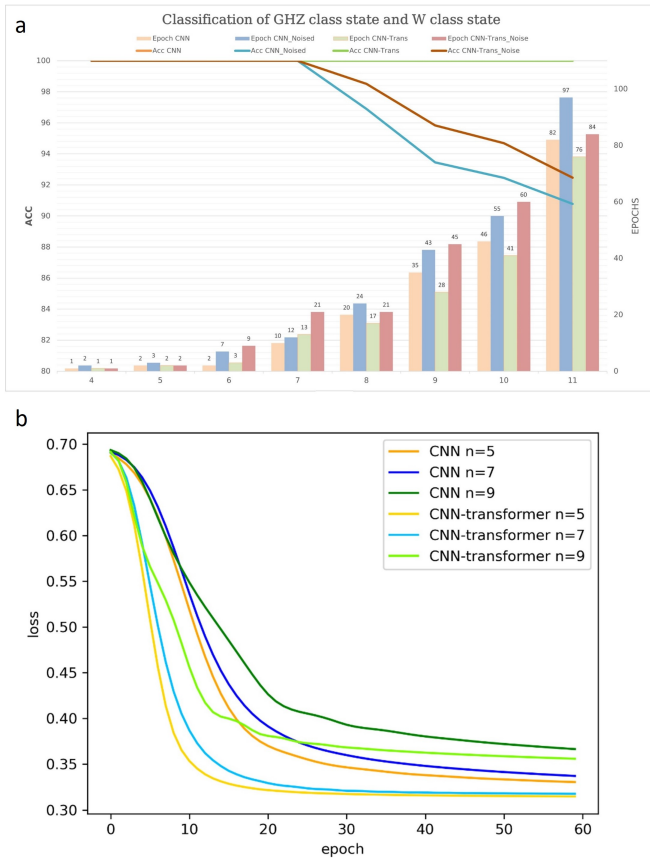 a
Classification of GHZ class state and W class state
Epoch CNN Epoch CNN_Noised Epoch CNN-Trans Epoch CNN-Trans_Noise
Acc CNN Acc CNN_Noised Acc CNN-Trans Acc CNN-Trans_Noise
ACC
100
98
96
94
92
90
88
86
84
82
80
1 2 1 1
2 3 2 2
2 7 3 9
10 12 13 21
20 24 17 21
35 43 28 45
46 55 41 60
82 97 76 84
4 5 6 7 8 9 10 11
100
80
60
40
20
0
EPOCHS
b
loss
0.70
0.65
0.60
0.55
0.50
0.45
0.40
0.35
0.30
CNN n=5
CNN n=7
CNN n=9
CNN-transformer n=5
CNN-transformer n=7
CNN-transformer n=9
0 10 20 30 40 50 60
epoch